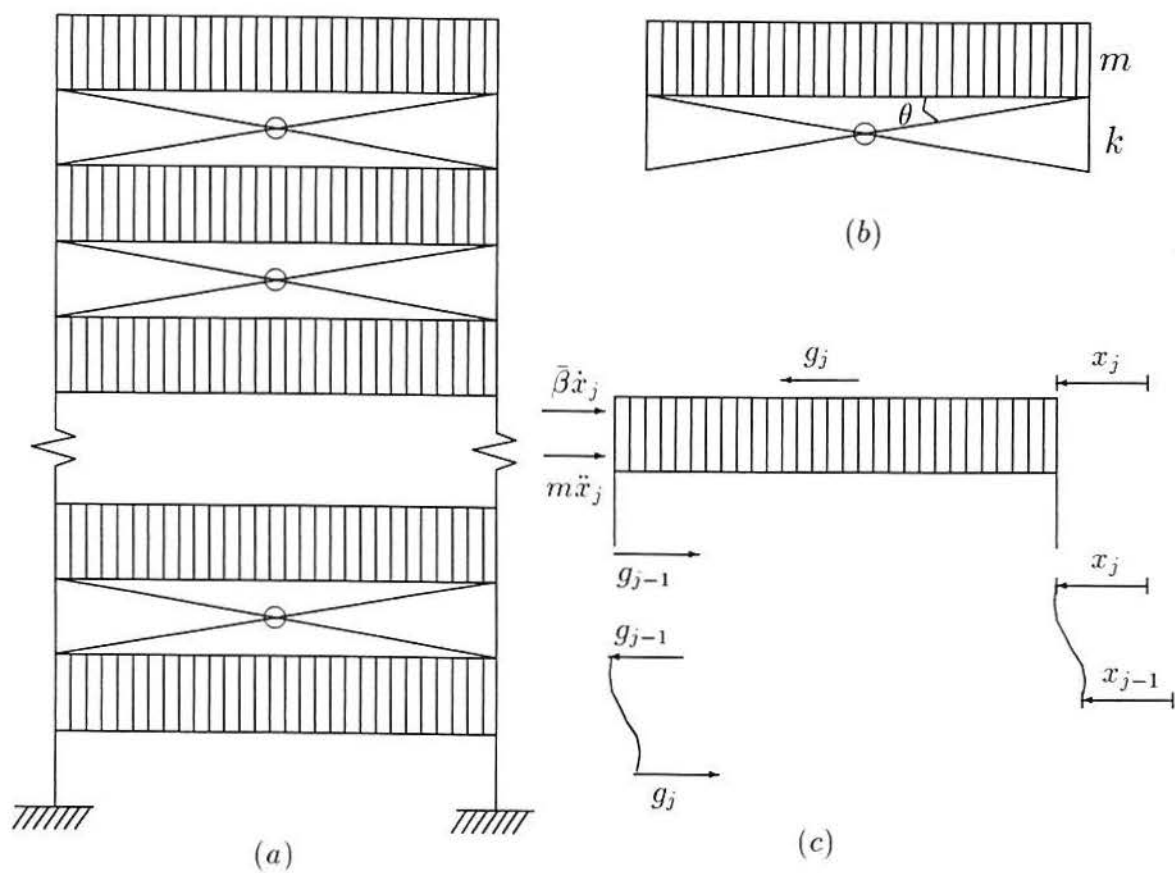 m
θ
k
(b)
g_j
x_j
β̄ẋ_j
mẍ_j
g_{j−1}
x_j
g_{j−1}
x_{j−1}
g_j
(a)
(c)